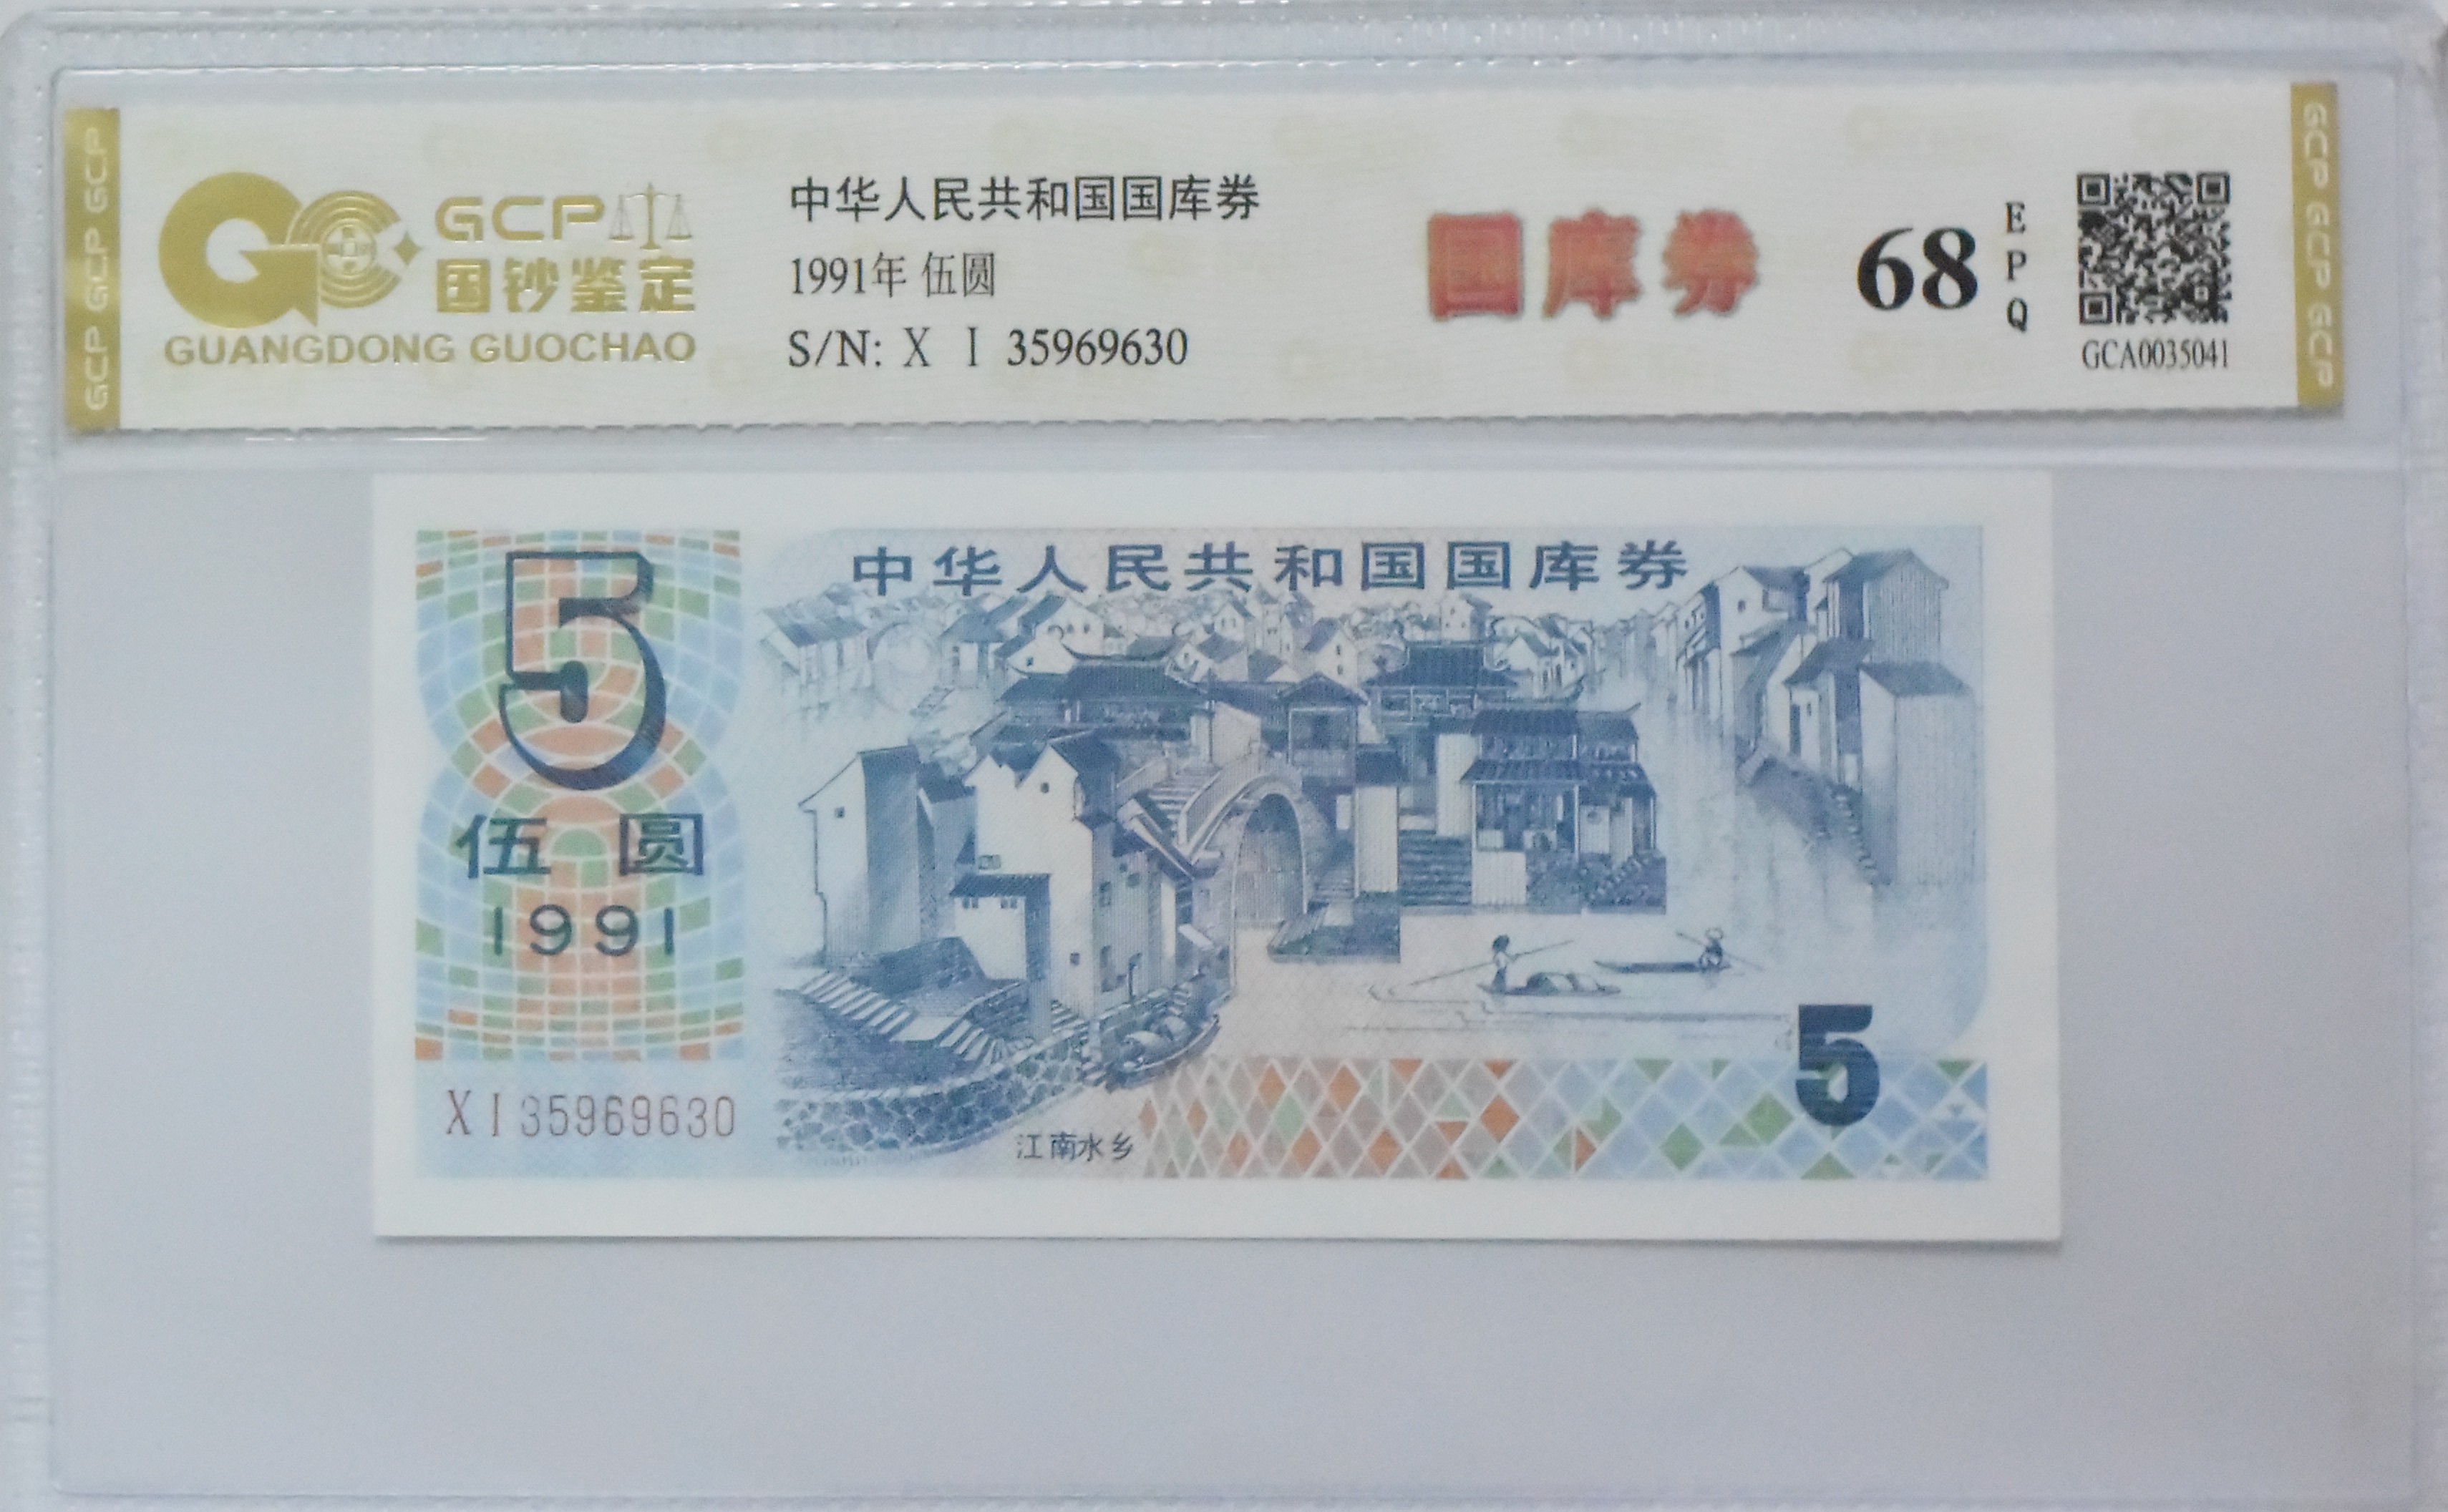 GCP GCP GCP
GCP
国钞鉴定
GUANGDONG GUOCHAO
中华人民共和国国库券
1991年 伍圆
S/N: X I 35969630
国库券
68
E
P
Q
GCA0035041
GCP GCP GCP
5
中华人民共和国国库券
伍圆
1991
X I 35969630
江南水乡
5